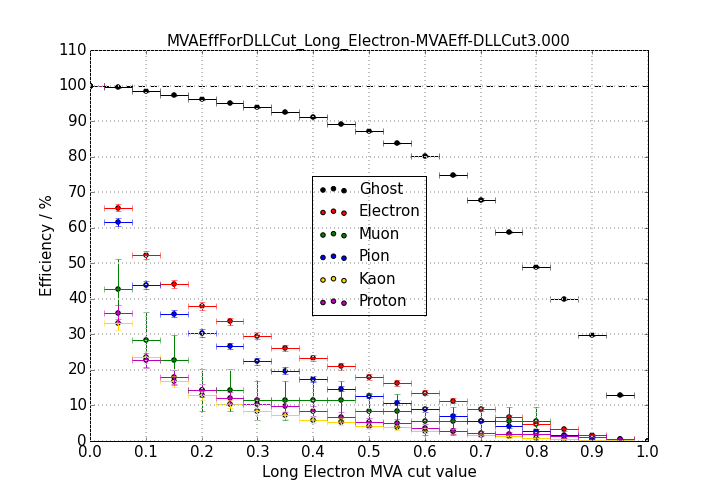 MVAEffForDLLCut_Long_Electron-MVAEff-DLLCut3.000
110
100
90
80
70
60
50
40
30
20
10
0
Efficiency / %
Ghost
Electron
Muon
Pion
Kaon
Proton
0.0 0.1 0.2 0.3 0.4 0.5 0.6 0.7 0.8 0.9 1.0
Long Electron MVA cut value